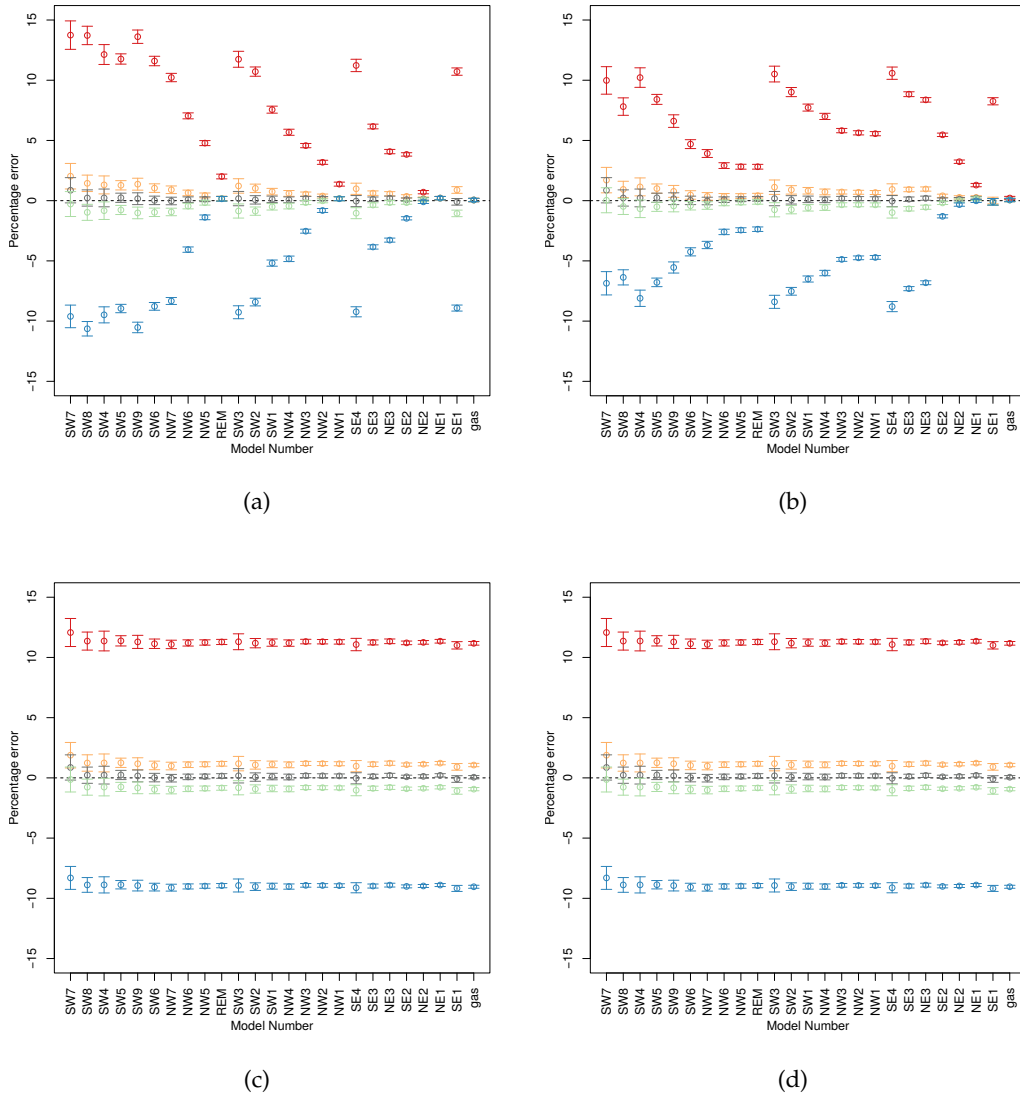 15
10
5
0
−5
−10
−15
Percentage error
SW7 SW8 SW4 SW5 SW9 SW6 NW7 NW6 NW5 REM SW3 SW2 SW1 NW4 NW3 NW2 NW1 SE4 SE3 NE3 SE2 NE2 NE1 SE1 gas
Model Number
(a)
15
10
5
0
−5
−10
−15
Percentage error
SW7 SW8 SW4 SW5 SW9 SW6 NW7 NW6 NW5 REM SW3 SW2 SW1 NW4 NW3 NW2 NW1 SE4 SE3 NE3 SE2 NE2 NE1 SE1 gas
Model Number
(b)
15
10
5
0
−5
−10
−15
Percentage error
SW7 SW8 SW4 SW5 SW9 SW6 NW7 NW6 NW5 REM SW3 SW2 SW1 NW4 NW3 NW2 NW1 SE4 SE3 NE3 SE2 NE2 NE1 SE1 gas
Model Number
(c)
15
10
5
0
−5
−10
−15
Percentage error
SW7 SW8 SW4 SW5 SW9 SW6 NW7 NW6 NW5 REM SW3 SW2 SW1 NW4 NW3 NW2 NW1 SE4 SE3 NE3 SE2 NE2 NE1 SE1 gas
Model Number
(d)